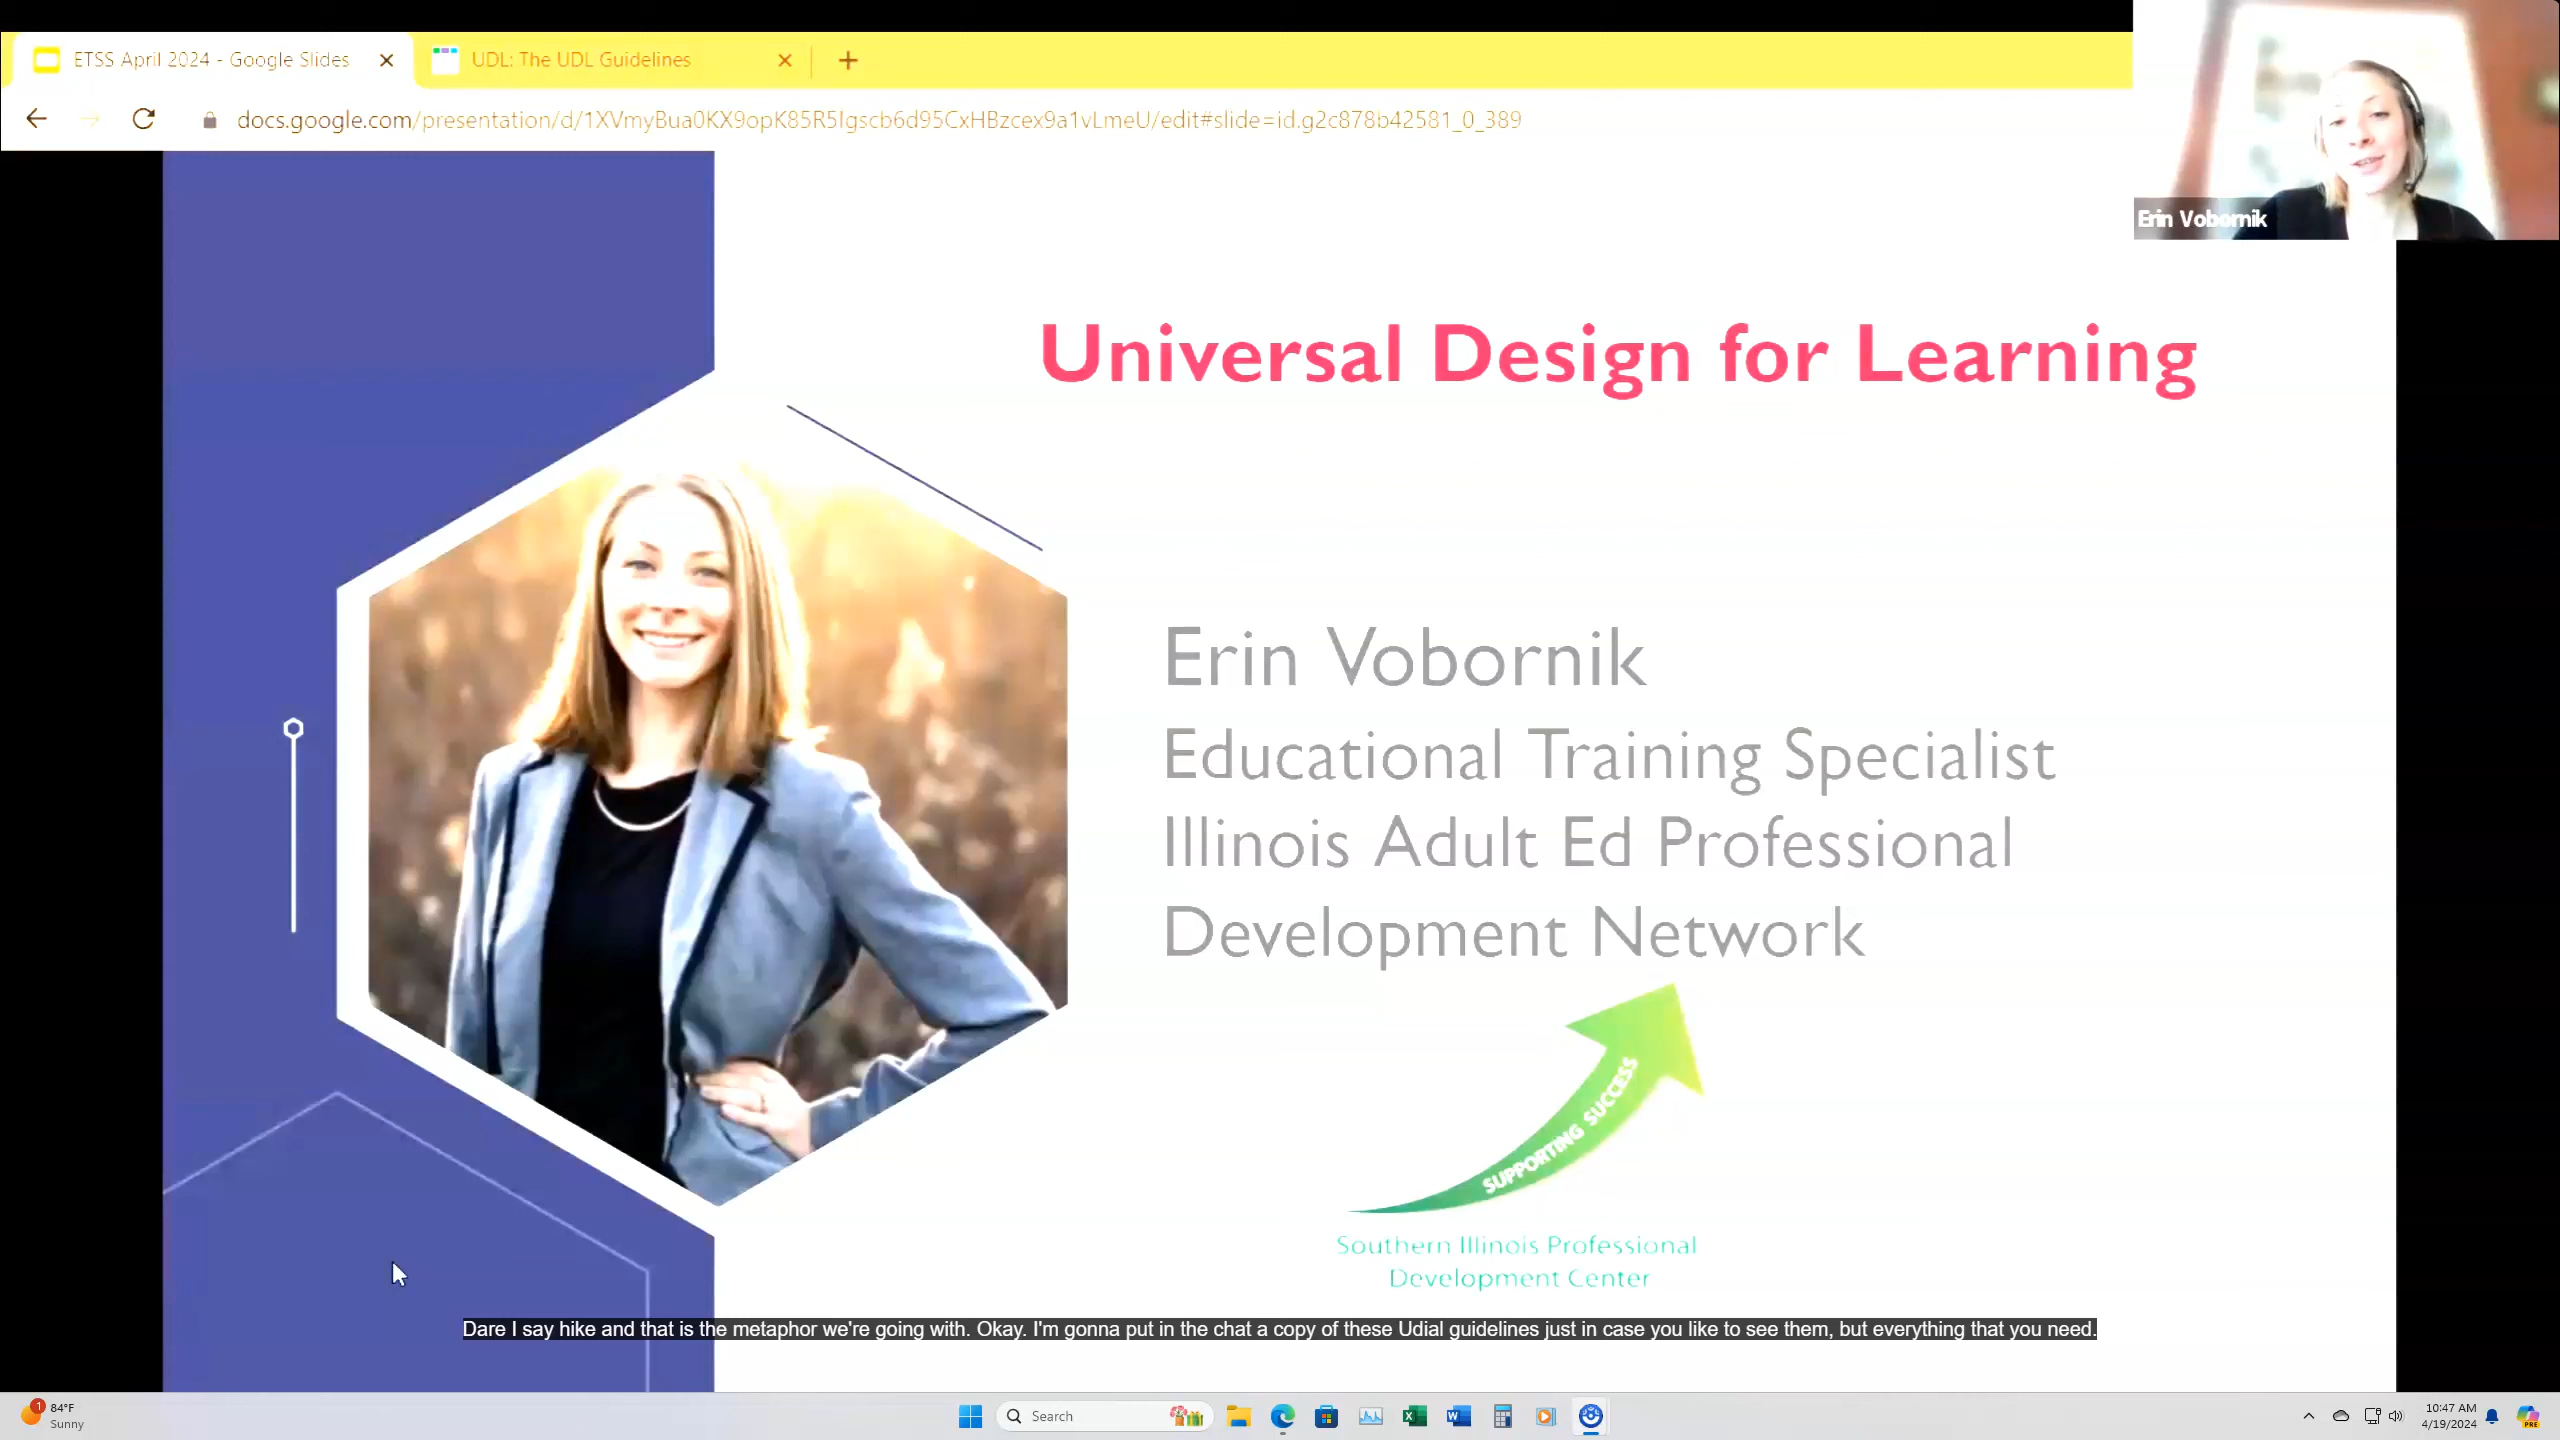 ETSS April 2024 - Google Slides
UDL: The UDL Guidelines
docs.google.com/presentation/d/1XVmyBua0KX9opK85R5Igscb6d95CxHBzcex9a1vLmeU/edit#slide=id.g2c878b42581_0_389
Erin Vobornik
Universal Design for Learning
Erin Vobornik
Educational Training Specialist
Illinois Adult Ed Professional
Development Network
SUPPORTING SUCCESS
Southern Illinois Professional
Development Center
Dare I say hike and that is the metaphor we're going with. Okay. I'm gonna put in the chat a copy of these Udial guidelines just in case you like to see them, but everything that you need.
1
84°F
Sunny
Search
10:47 AM
4/19/2024
PRE